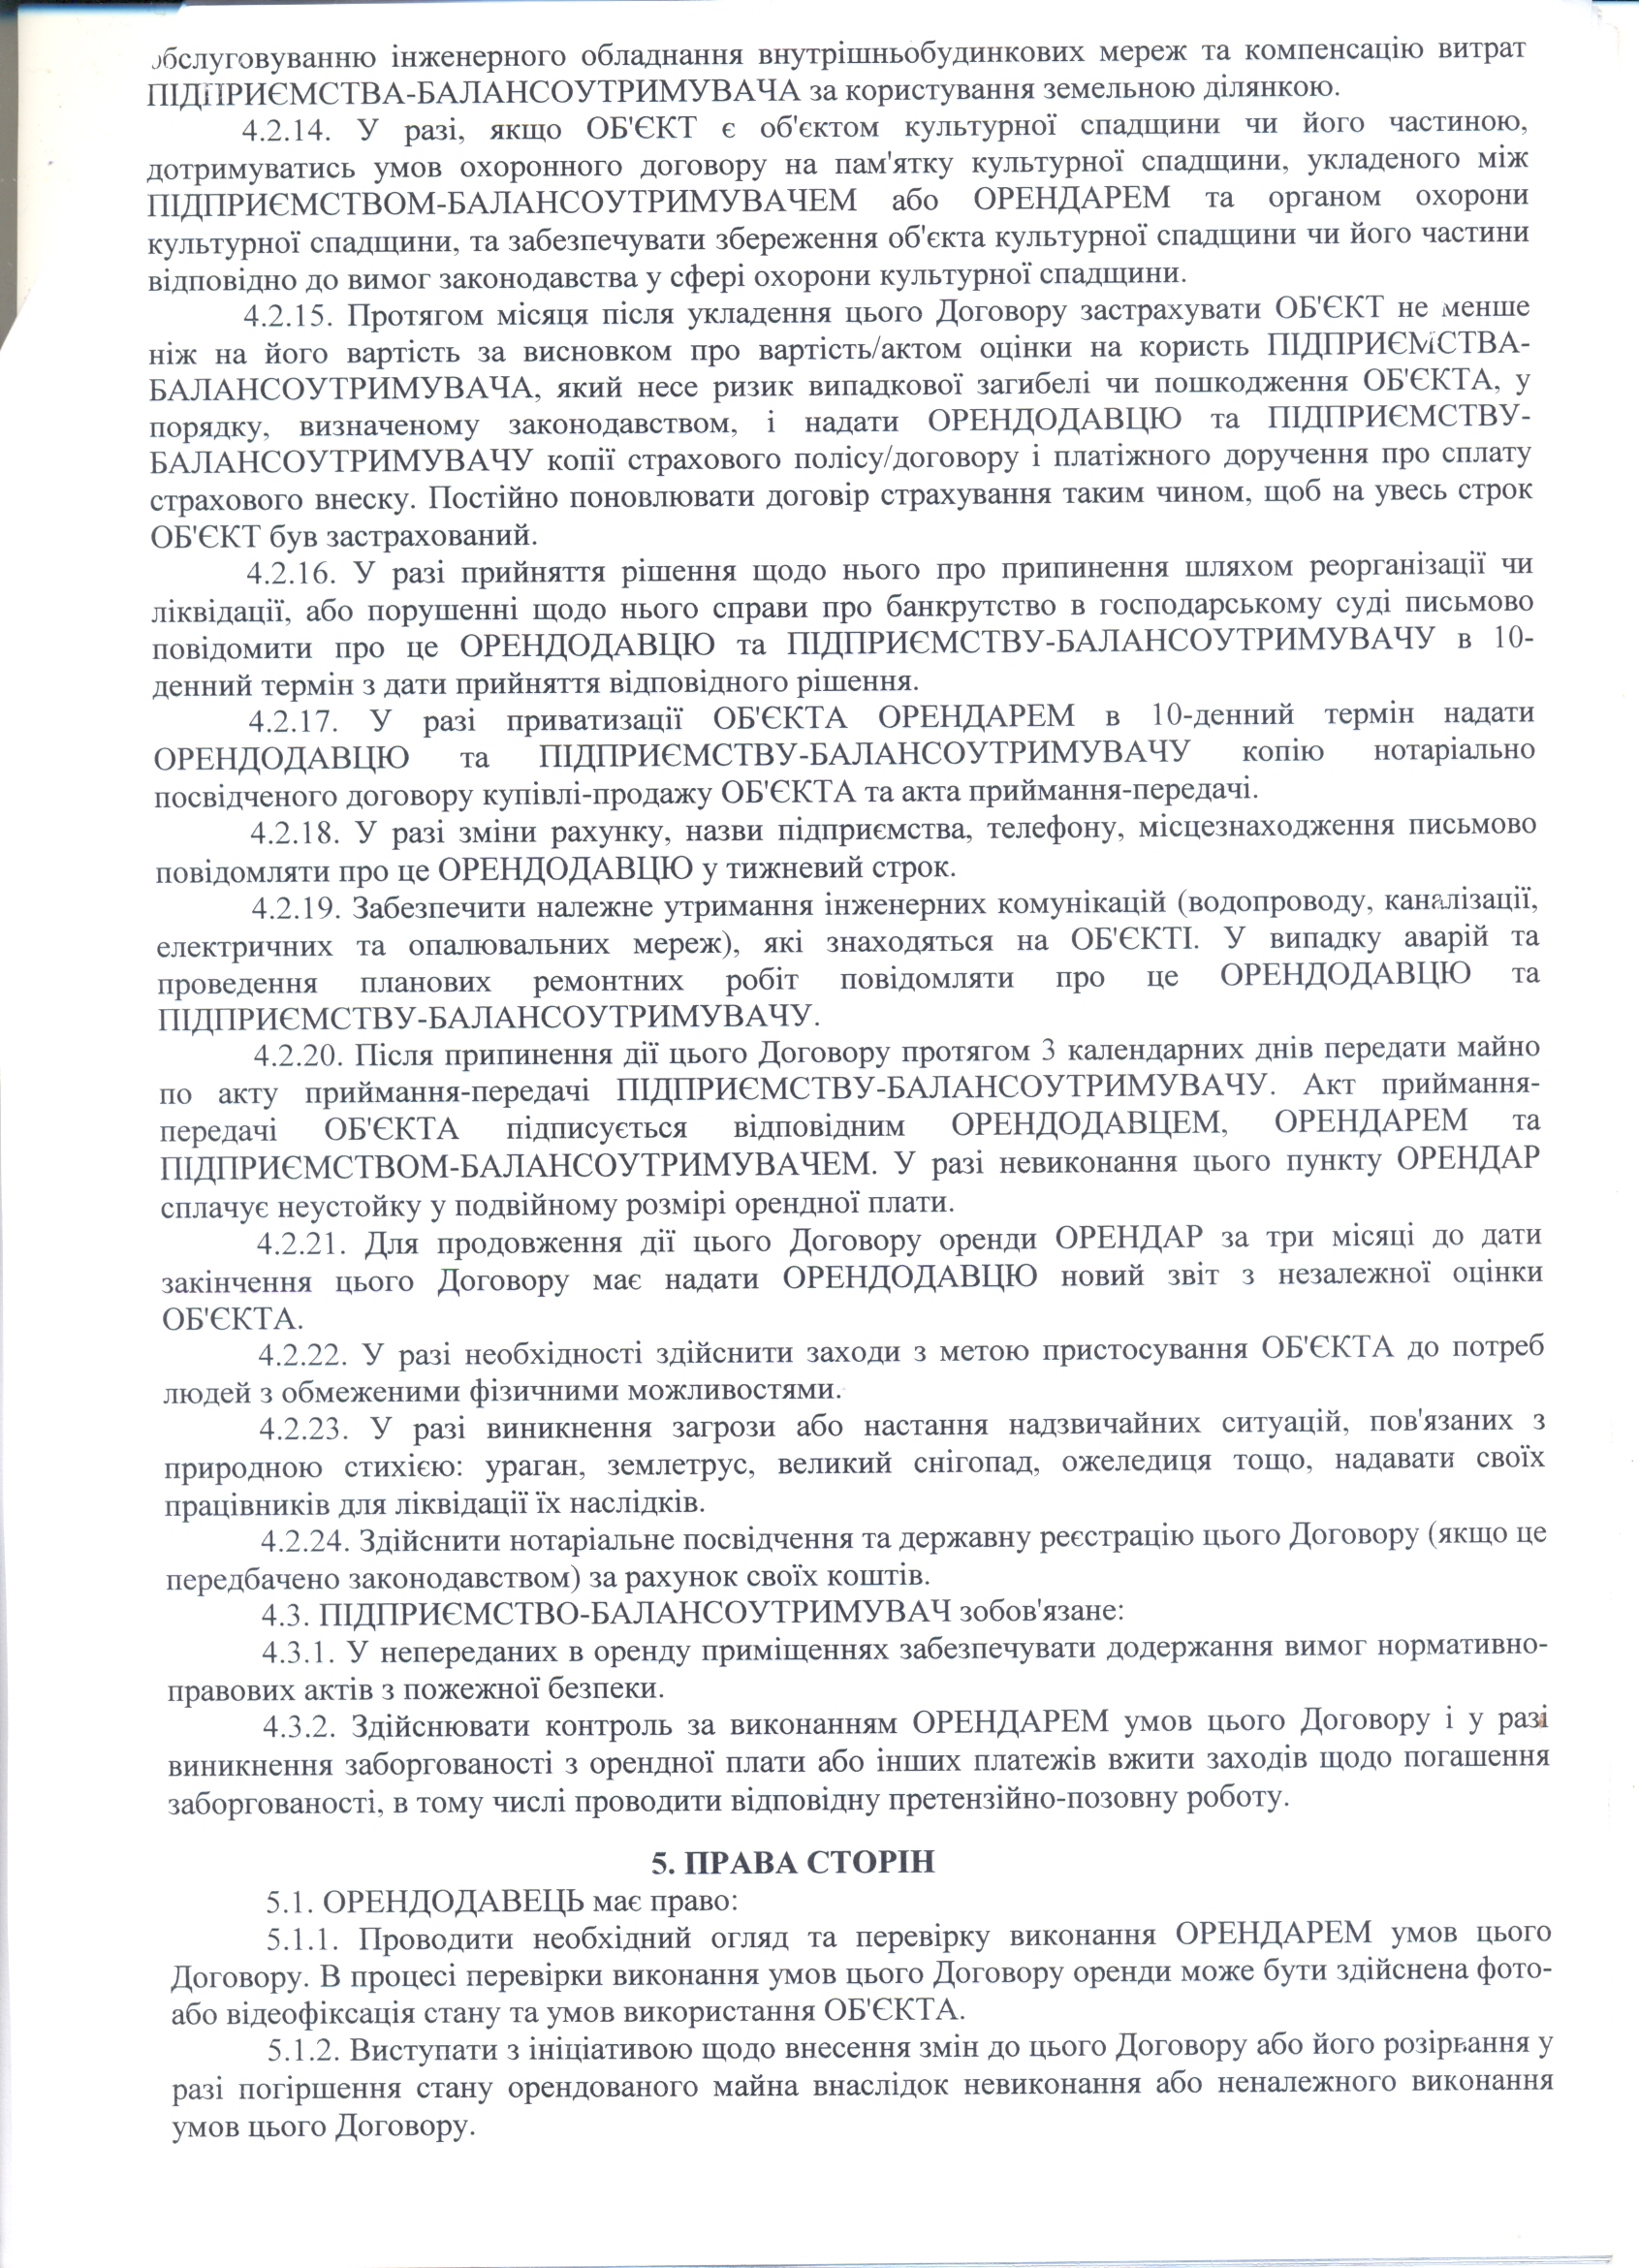 обслуговуванню інженерного обладнання внутрішньобудинкових мереж та компенсацію витрат
ПІДПРИЄМСТВА-БАЛАНСОУТРИМУВАЧА за користування земельною ділянкою.
4.2.14. У разі, якщо ОБ'ЄКТ є об'єктом культурної спадщини чи його частиною,
дотримуватись умов охоронного договору на пам'ятку культурної спадщини, укладеного між
ПІДПРИЄМСТВОМ-БАЛАНСОУТРИМУВАЧЕМ або ОРЕНДАРЕМ та органом охорони
культурної спадщини, та забезпечувати збереження об'єкта культурної спадщини чи його частини
відповідно до вимог законодавства у сфері охорони культурної спадщини.
4.2.15. Протягом місяця після укладення цього Договору застрахувати ОБ'ЄКТ не менше
ніж на його вартість за висновком про вартість/актом оцінки на користь ПІДПРИЄМСТВА-
БАЛАНСОУТРИМУВАЧА, який несе ризик випадкової загибелі чи пошкодження ОБ'ЄКТА, у
порядку, визначеному законодавством, і надати ОРЕНДОДАВЦЮ та ПІДПРИЄМСТВУ-
БАЛАНСОУТРИМУВАЧУ копії страхового полісу/договору і платіжного доручення про сплату
страхового внеску. Постійно поновлювати договір страхування таким чином, щоб на увесь строк
ОБ'ЄКТ був застрахований.
4.2.16. У разі прийняття рішення щодо нього про припинення шляхом реорганізації чи
ліквідації, або порушенні щодо нього справи про банкрутство в господарському суді письмово
повідомити про це ОРЕНДОДАВЦЮ та ПІДПРИЄМСТВУ-БАЛАНСОУТРИМУВАЧУ в 10-
денний термін з дати прийняття відповідного рішення.
4.2.17. У разі приватизації ОБ'ЄКТА ОРЕНДАРЕМ в 10-денний термін надати
ОРЕНДОДАВЦЮ та ПІДПРИЄМСТВУ-БАЛАНСОУТРИМУВАЧУ копію нотаріально
посвідченого договору купівлі-продажу ОБ'ЄКТА та акта приймання-передачі.
4.2.18. У разі зміни рахунку, назви підприємства, телефону, місцезнаходження письмово
повідомляти про це ОРЕНДОДАВЦЮ у тижневий строк.
4.2.19. Забезпечити належне утримання інженерних комунікацій (водопроводу, каналізації,
електричних та опалювальних мереж), які знаходяться на ОБ'ЄКТІ. У випадку аварій та
проведення планових ремонтних робіт повідомляти про це ОРЕНДОДАВЦЮ та
ПІДПРИЄМСТВУ-БАЛАНСОУТРИМУВАЧУ.
4.2.20. Після припинення дії цього Договору протягом 3 календарних днів передати майно
по акту приймання-передачі ПІДПРИЄМСТВУ-БАЛАНСОУТРИМУВАЧУ. Акт приймання-
передачі ОБ'ЄКТА підписується відповідним ОРЕНДОДАВЦЕМ, ОРЕНДАРЕМ та
ПІДПРИЄМСТВОМ-БАЛАНСОУТРИМУВАЧЕМ. У разі невиконання цього пункту ОРЕНДАР
сплачує неустойку у подвійному розмірі орендної плати.
4.2.21. Для продовження дії цього Договору оренди ОРЕНДАР за три місяці до дати
закінчення цього Договору має надати ОРЕНДОДАВЦЮ новий звіт з незалежної оцінки
ОБ'ЄКТА.
4.2.22. У разі необхідності здійснити заходи з метою пристосування ОБ'ЄКТА до потреб
людей з обмеженими фізичними можливостями.
4.2.23. У разі виникнення загрози або настання надзвичайних ситуацій, пов'язаних з
природною стихією: ураган, землетрус, великий снігопад, ожеледиця тощо, надавати своїх
працівників для ліквідації їх наслідків.
4.2.24. Здійснити нотаріальне посвідчення та державну реєстрацію цього Договору (якщо це
передбачено законодавством) за рахунок своїх коштів.
4.3. ПІДПРИЄМСТВО-БАЛАНСОУТРИМУВАЧ зобов'язане:
4.3.1. У непереданих в оренду приміщеннях забезпечувати додержання вимог нормативно-
правових актів з пожежної безпеки.
4.3.2. Здійснювати контроль за виконанням ОРЕНДАРЕМ умов цього Договору і у разі
виникнення заборгованості з орендної плати або інших платежів вжити заходів щодо погашення
заборгованості, в тому числі проводити відповідну претензійно-позовну роботу.
5. ПРАВА СТОРІН
5.1. ОРЕНДОДАВЕЦЬ має право:
5.1.1. Проводити необхідний огляд та перевірку виконання ОРЕНДАРЕМ умов цього
Договору. В процесі перевірки виконання умов цього Договору оренди може бути здійснена фото-
або відеофіксація стану та умов використання ОБ'ЄКТА.
5.1.2. Виступати з ініціативою щодо внесення змін до цього Договору або його розірвання у
разі погіршення стану орендованого майна внаслідок невиконання або неналежного виконання
умов цього Договору.